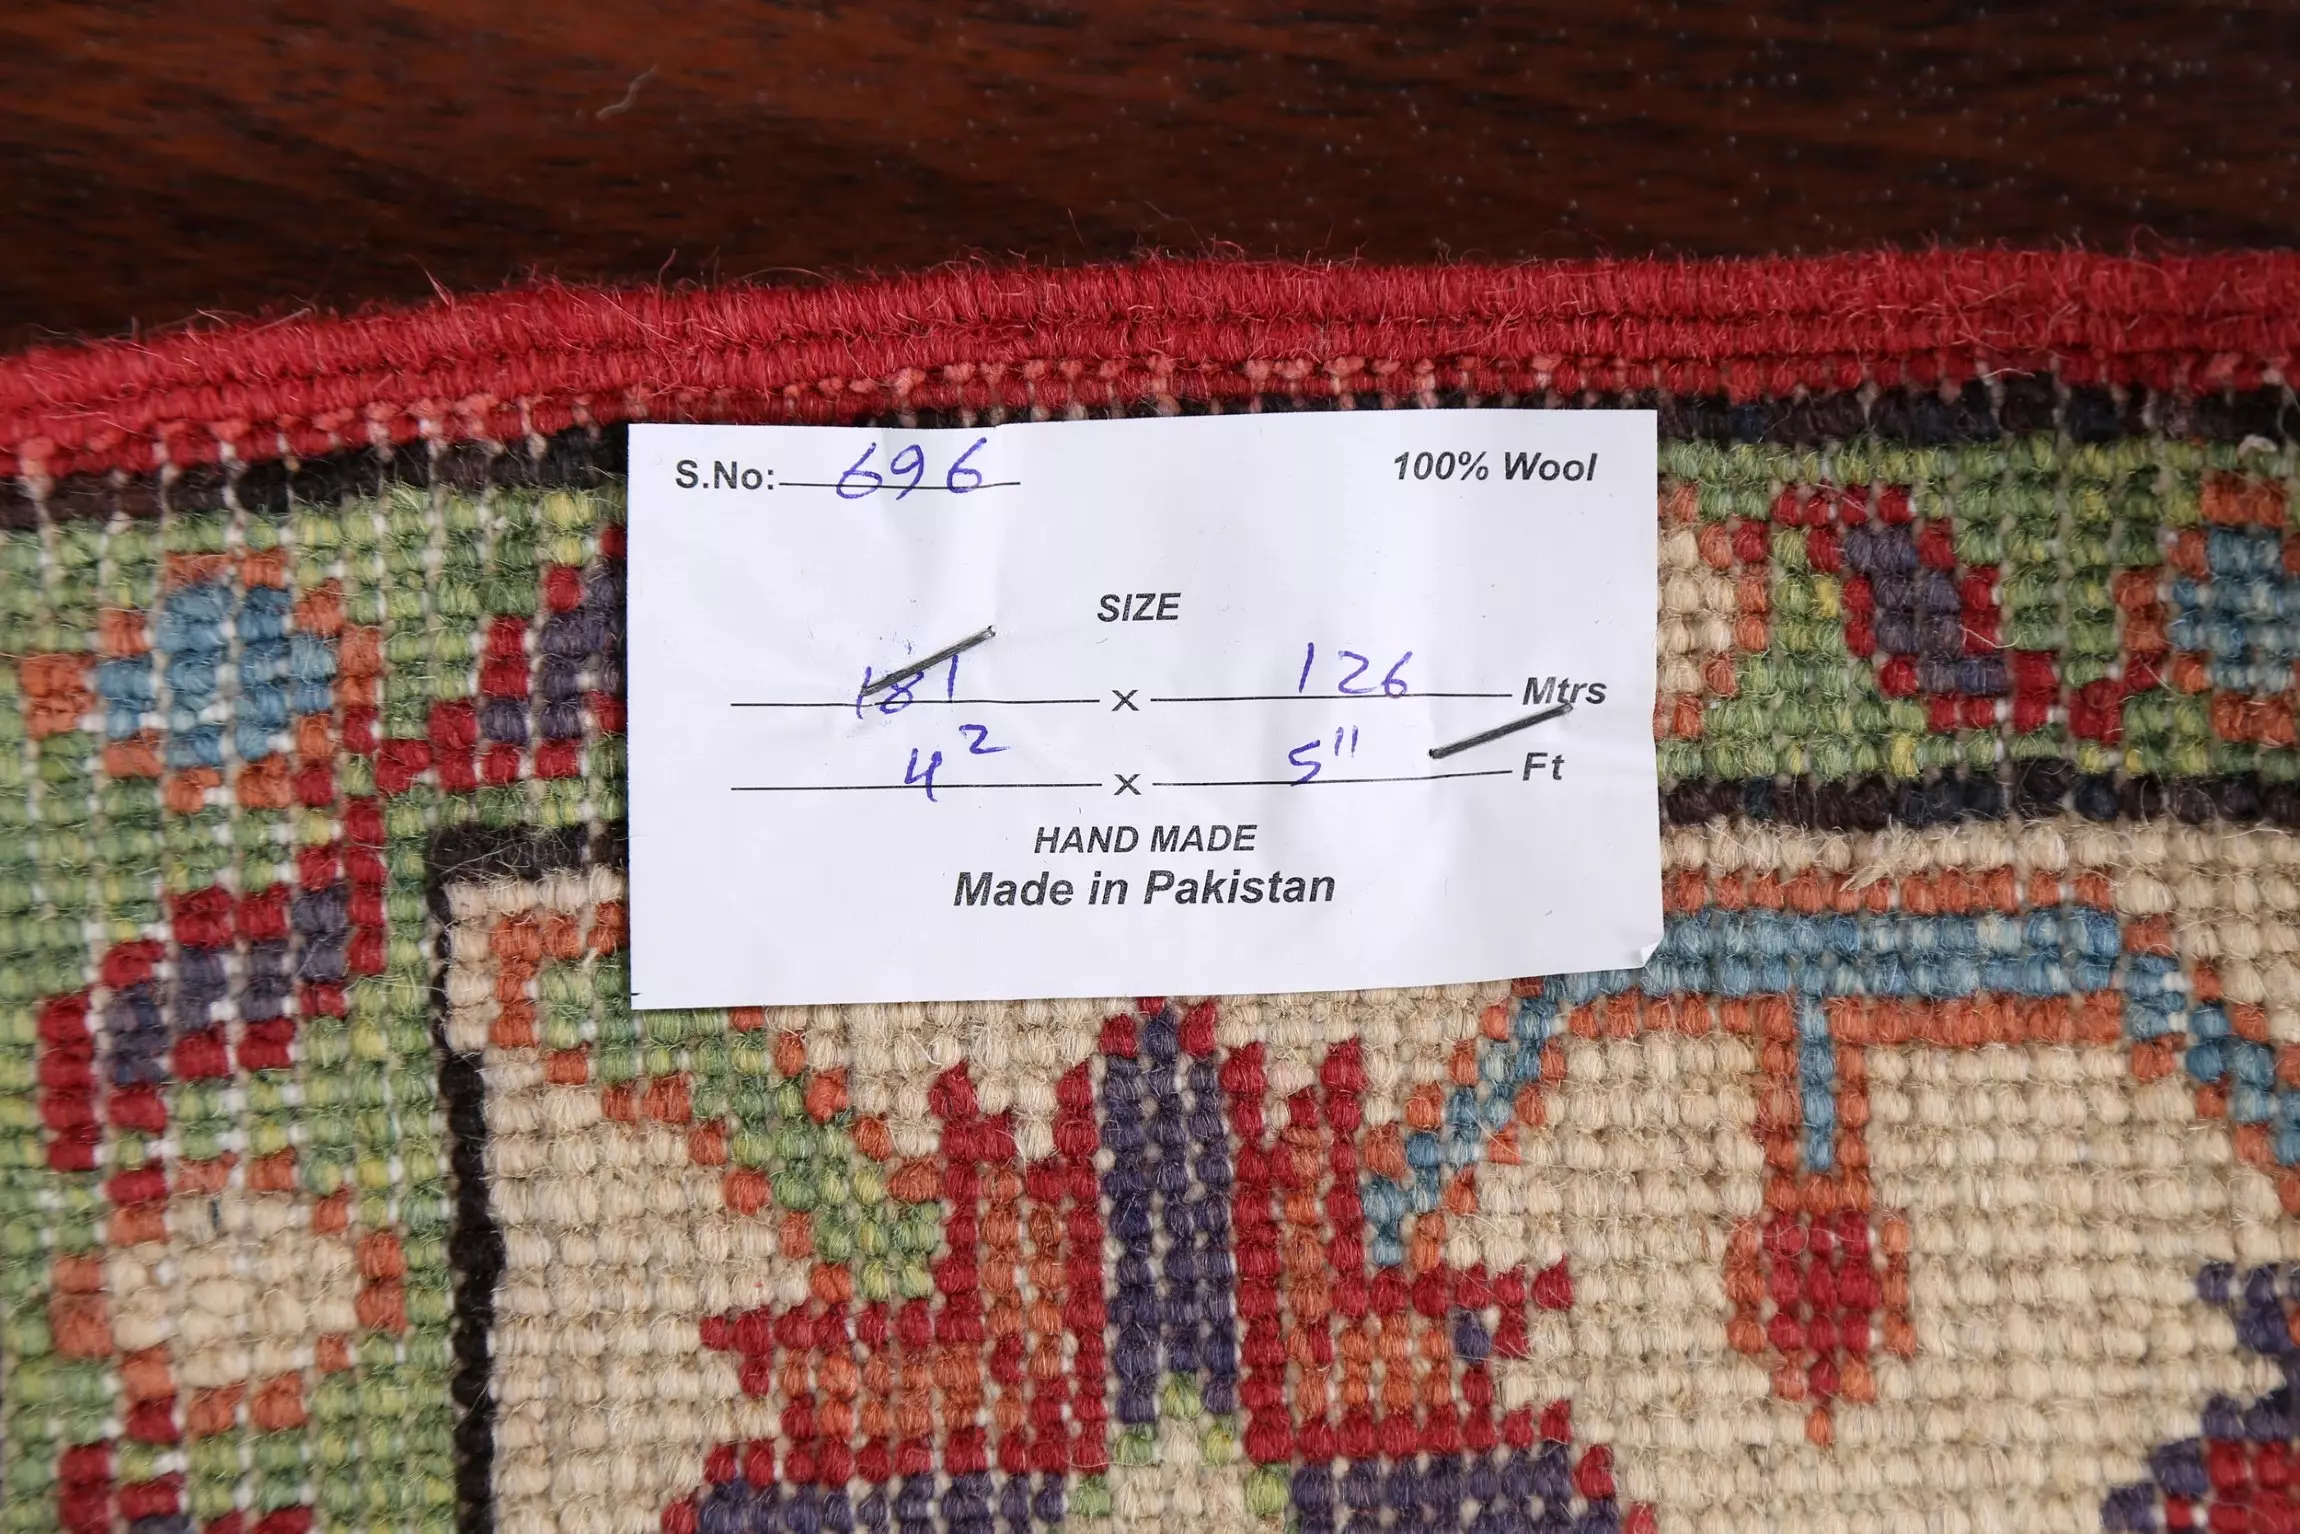 S.No: 696 100% Wool
SIZE
181 x 126 Mtrs
4 2 x 5 11 Ft
HAND MADE
Made in Pakistan